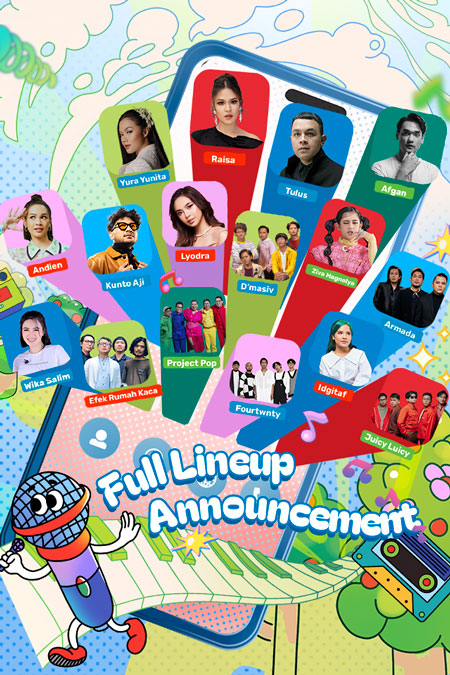 Raisa
Yura Yunita
Tulus
Afgan
Andien
Kunto Aji
Lyodra
D'masiv
Ziva Magnolya
Armada
Wika Salim
Efek Rumah Kaca
Project Pop
Fourtwnty
Idgitaf
Juicy Luicy
Full Lineup
Announcement